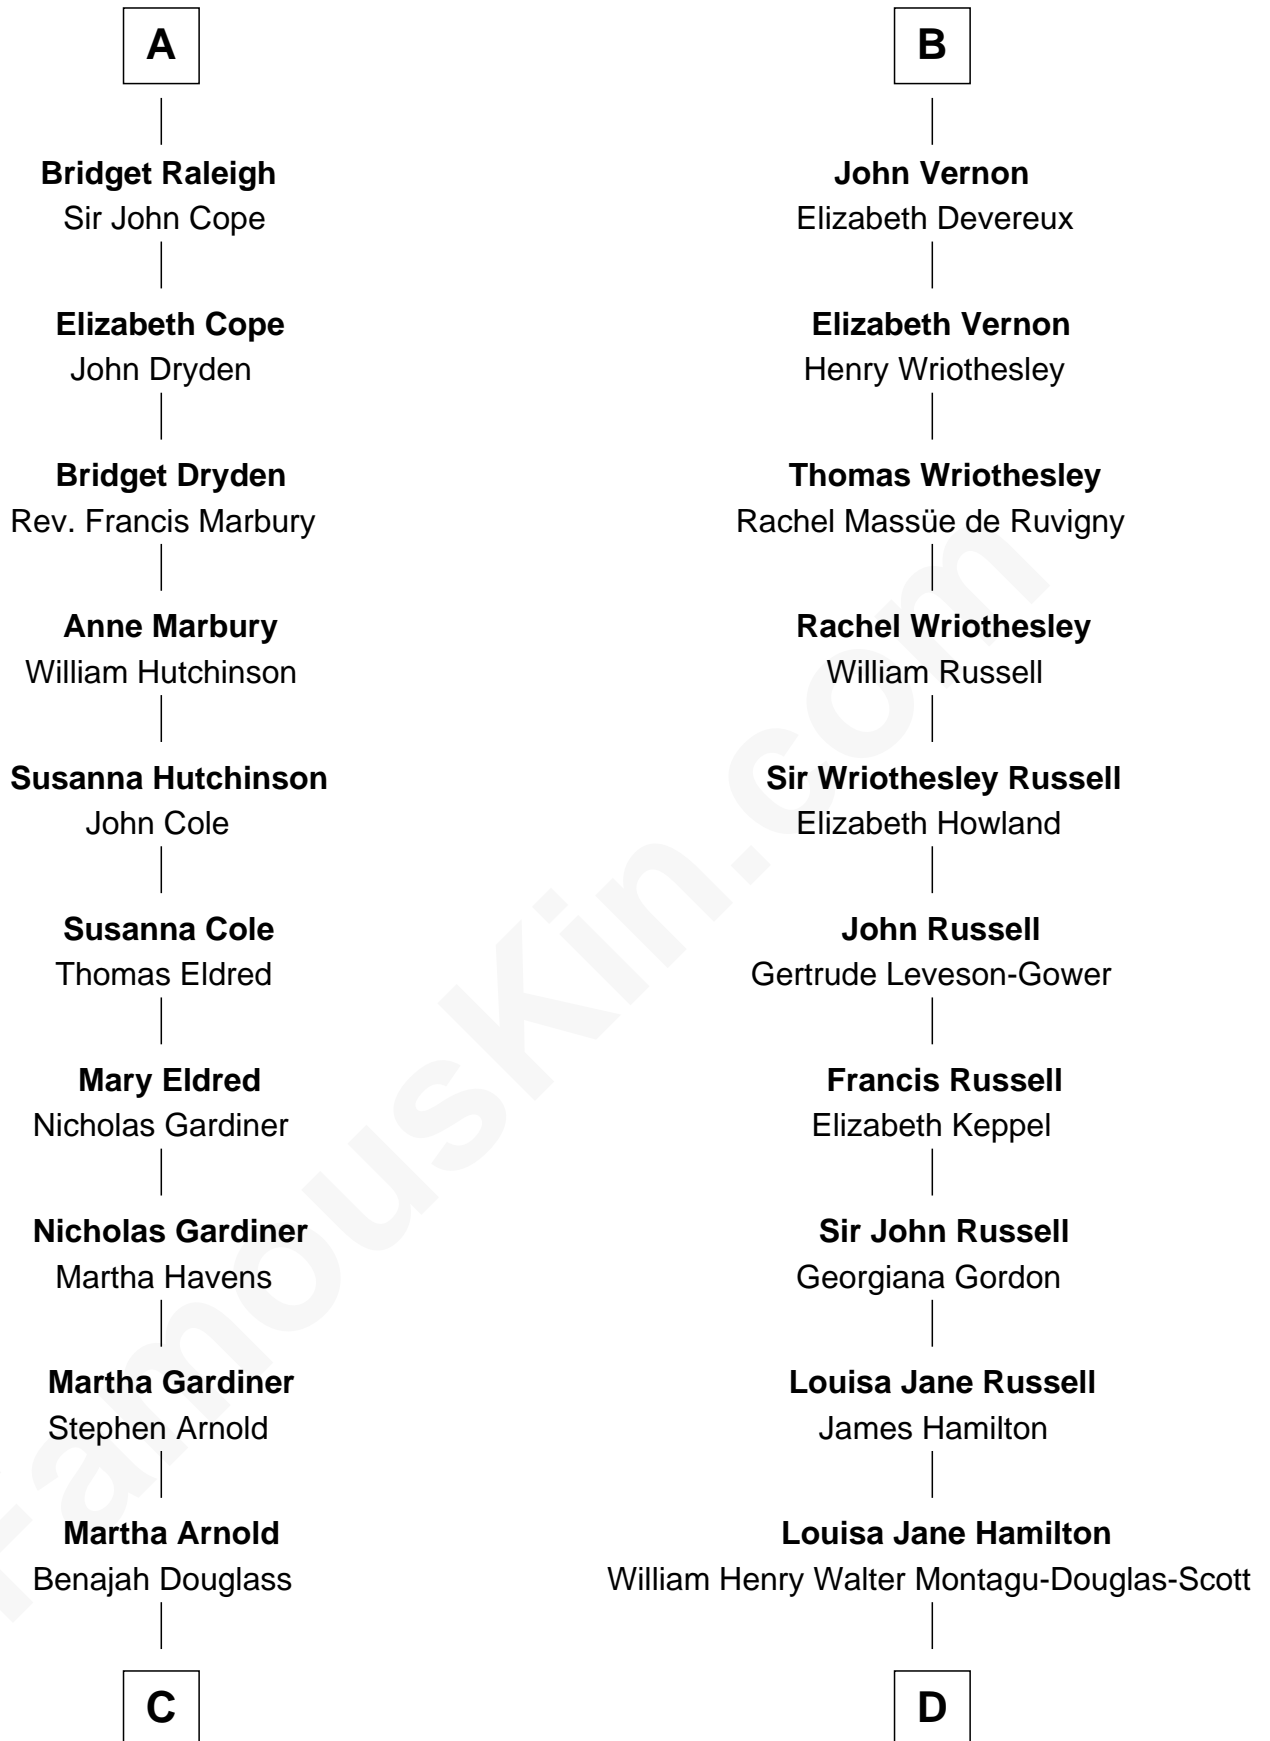 A
Bridget Raleigh
Sir John Cope
Elizabeth Cope
John Dryden
Bridget Dryden
Rev. Francis Marbury
Anne Marbury
William Hutchinson
Susanna Hutchinson
John Cole
Susanna Cole
Thomas Eldred
Mary Eldred
Nicholas Gardiner
Nicholas Gardiner
Martha Havens
Martha Gardiner
Stephen Arnold
Martha Arnold
Benajah Douglass
C
B
John Vernon
Elizabeth Devereux
Elizabeth Vernon
Henry Wriothesley
Thomas Wriothesley
Rachel Massüe de Ruvigny
Rachel Wriothesley
William Russell
Sir Wriothesley Russell
Elizabeth Howland
John Russell
Gertrude Leveson-Gower
Francis Russell
Elizabeth Keppel
Sir John Russell
Georgiana Gordon
Louisa Jane Russell
James Hamilton
Louisa Jane Hamilton
William Henry Walter Montagu-Douglas-Scott
D
FamousKin.com